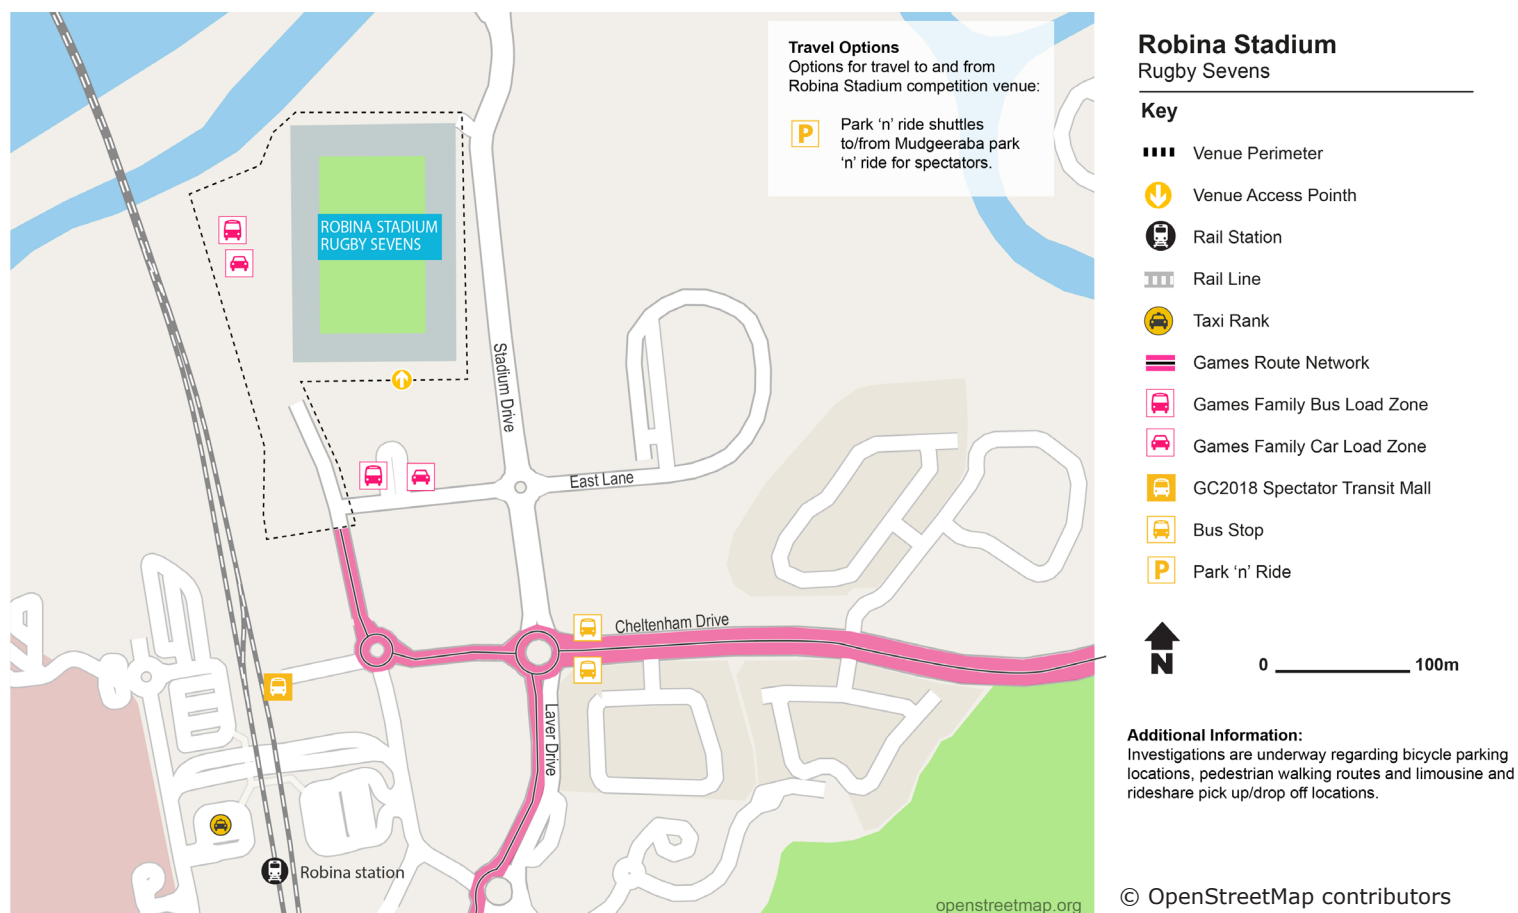 Travel Options
Options for travel to and from
Robina Stadium competition venue:
P
Park ‘n’ ride shuttles
to/from Mudgeeraba park
‘n’ ride for spectators.
ROBINA STADIUM
RUGBY SEVENS
Stadium Drive
East Lane
Cheltenham Drive
Laver Drive
Robina station
openstreetmap.org
Robina Stadium
Rugby Sevens
Key
Venue Perimeter
Venue Access Pointh
Rail Station
Rail Line
Taxi Rank
Games Route Network
Games Family Bus Load Zone
Games Family Car Load Zone
GC2018 Spectator Transit Mall
Bus Stop
P Park ‘n’ Ride
N
0 100m
Additional Information:
Investigations are underway regarding bicycle parking
locations, pedestrian walking routes and limousine and
rideshare pick up/drop off locations.
© OpenStreetMap contributors